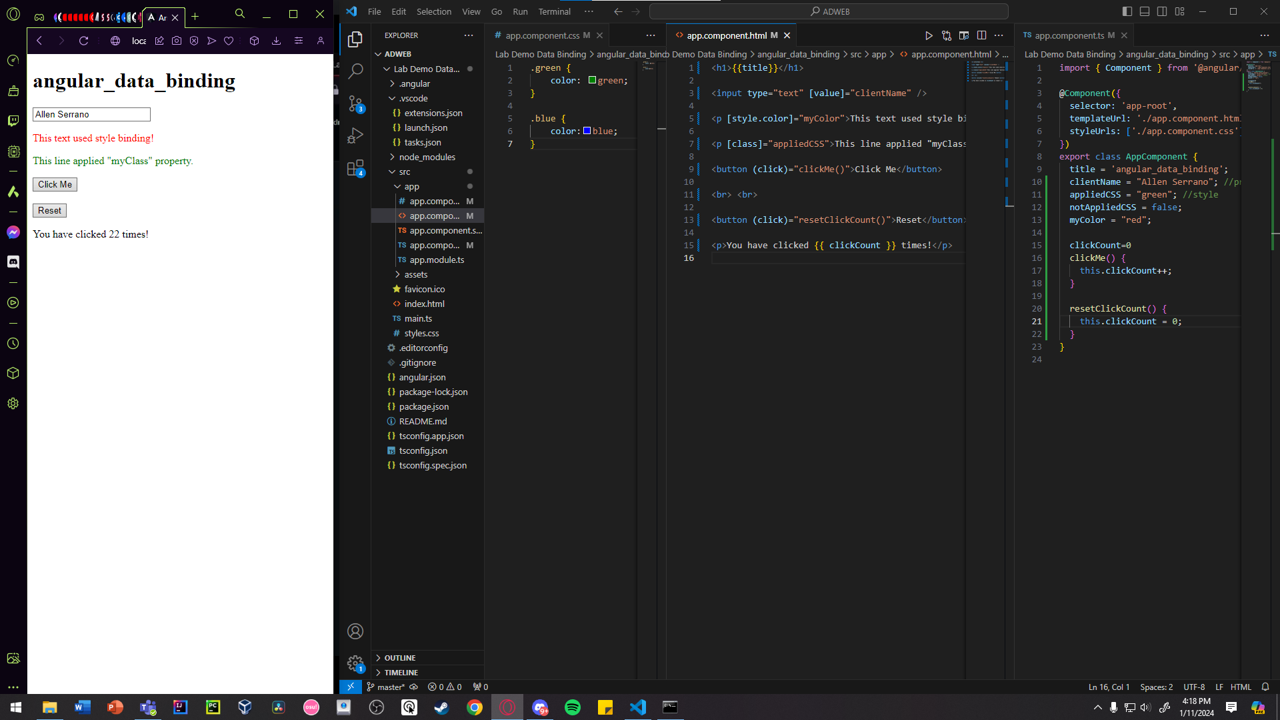 Ar
loca
angular_data_binding
Allen Serrano
This text used style binding!
This line applied "myClass" property.
Click Me
Reset
You have clicked 22 times!
File Edit Selection View Go Run Terminal
ADWEB
EXPLORER
ADWEB
Lab Demo Data...
.angular
.vscode
extensions.json
launch.json
tasks.json
node_modules
src
app
app.compo... M
app.compo... M
app.component.s...
app.compo... M
app.module.ts
assets
favicon.ico
index.html
main.ts
styles.css
.editorconfig
.gitignore
angular.json
package-lock.json
package.json
README.md
tsconfig.app.json
tsconfig.json
tsconfig.spec.json
OUTLINE
TIMELINE
app.component.css M
Lab Demo Data Binding > angular_data_bind
1 .green {
2 color: green;
3 }
4
5 .blue {
6 color:blue;
7 }
app.component.html M
Demo Data Binding > angular_data_binding > src > app > app.component.html > ...
1 <h1>{{title}}</h1>
2
3 <input type="text" [value]="clientName" />
4
5 <p [style.color]="myColor">This text used style bi
6
7 <p [class]="appliedCSS">This line applied "myClass
8
9 <button (click)="clickMe()">Click Me</button>
10
11 <br> <br>
12
13 <button (click)="resetClickCount()">Reset</button>
14
15 <p>You have clicked {{ clickCount }} times!</p>
16
app.component.ts M
Lab Demo Data Binding > angular_data_binding > src > app > TS
1 import { Component } from '@angular
2
3 @Component({
4 selector: 'app-root',
5 templateUrl: './app.component.html
6 styleUrls: ['./app.component.css']
7 })
8 export class AppComponent {
9 title = 'angular_data_binding';
10 clientName = "Allen Serrano"; //pr
11 appliedCSS = "green"; //style
12 notAppliedCSS = false;
13 myColor = "red";
14
15 clickCount=0
16 clickMe() {
17 this.clickCount++;
18 }
19
20 resetClickCount() {
21 this.clickCount = 0;
22 }
23 }
24
master* 0 0 0
Ln 16, Col 1 Spaces: 2 UTF-8 LF HTML
4:18 PM
1/11/2024